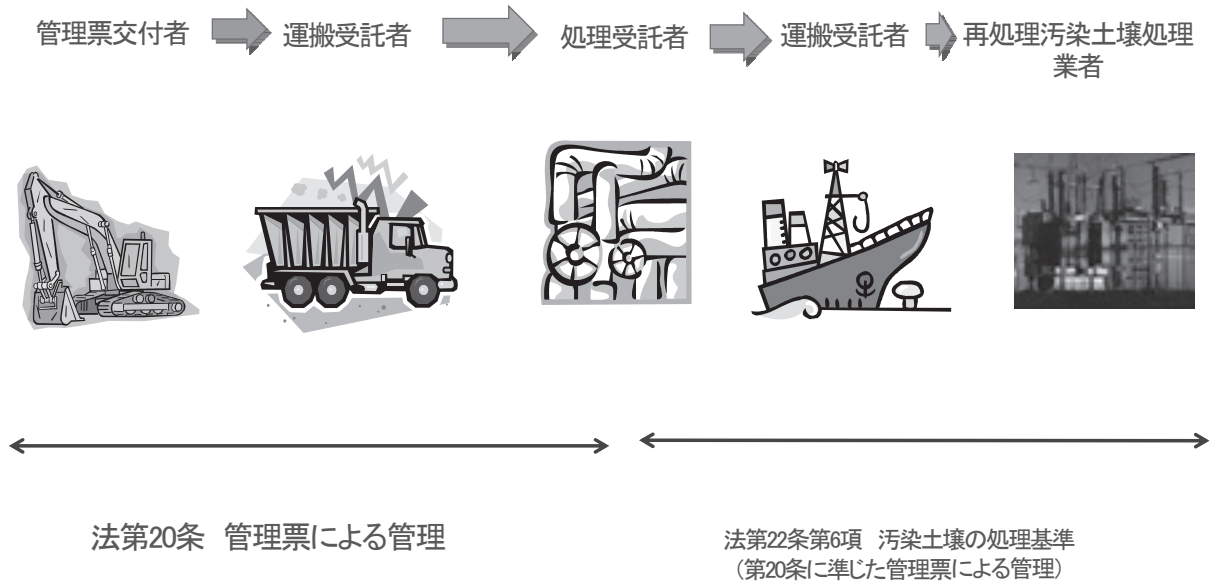 管理票交付者 運搬受託者 処理受託者 運搬受託者 再処理汚染土壌処理
業者
法第20条 管理票による管理
法第22条第6項 汚染土壌の処理基準
（第20条に準じた管理票による管理）